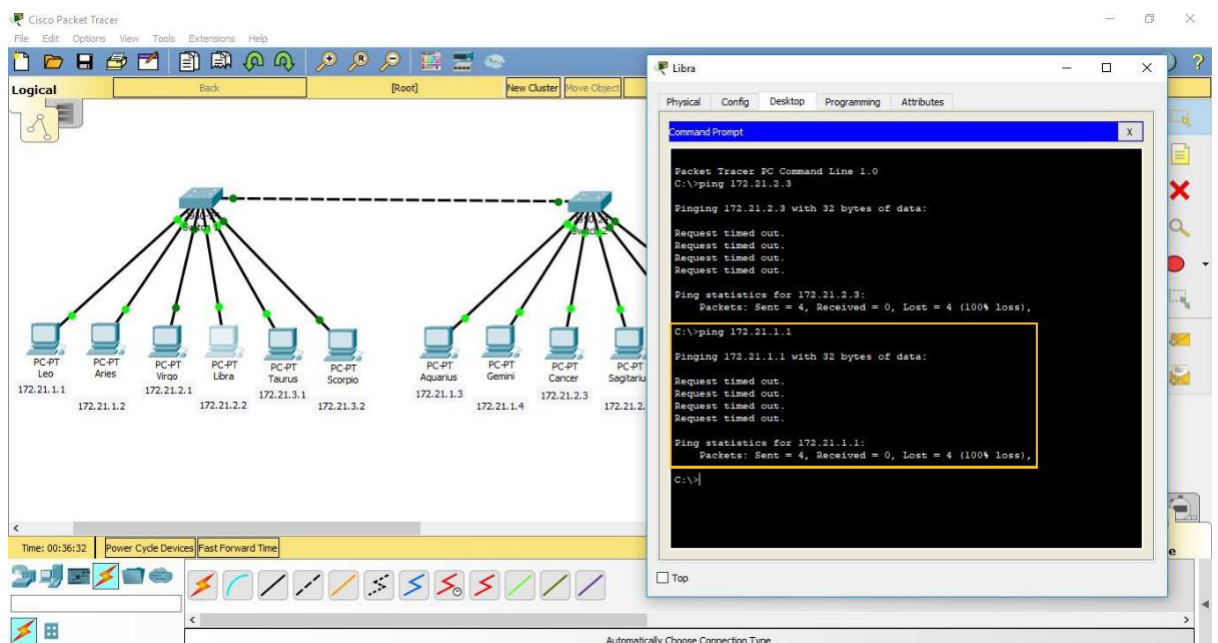 Cisco Packet Tracer
File Edit Options View Tools Extensions Help
Logical
Back
[Root]
New Cluster
Move Object
PC-PT
Leo
172.21.1.1
PC-PT
Aries
172.21.1.2
PC-PT
Virgo
172.21.2.1
PC-PT
Libra
172.21.2.2
PC-PT
Taurus
172.21.3.1
PC-PT
Scorpio
172.21.3.2
PC-PT
Aquarius
172.21.1.3
PC-PT
Gemini
172.21.1.4
PC-PT
Cancer
172.21.2.3
PC-PT
Sagitariu
172.21.2.
Time: 00:36:32
Power Cycle Devices
Fast Forward Time
Automatically Choose Connection Type
Libra
Physical Config Desktop Programming Attributes
Command Prompt
X
Packet Tracer PC Command Line 1.0
C:\>ping 172.21.2.3
Pinging 172.21.2.3 with 32 bytes of data:
Request timed out.
Request timed out.
Request timed out.
Request timed out.
Ping statistics for 172.21.2.3:
Packets: Sent = 4, Received = 0, Lost = 4 (100% loss),
C:\>ping 172.21.1.1
Pinging 172.21.1.1 with 32 bytes of data:
Request timed out.
Request timed out.
Request timed out.
Request timed out.
Ping statistics for 172.21.1.1:
Packets: Sent = 4, Received = 0, Lost = 4 (100% loss),
C:\>
Top